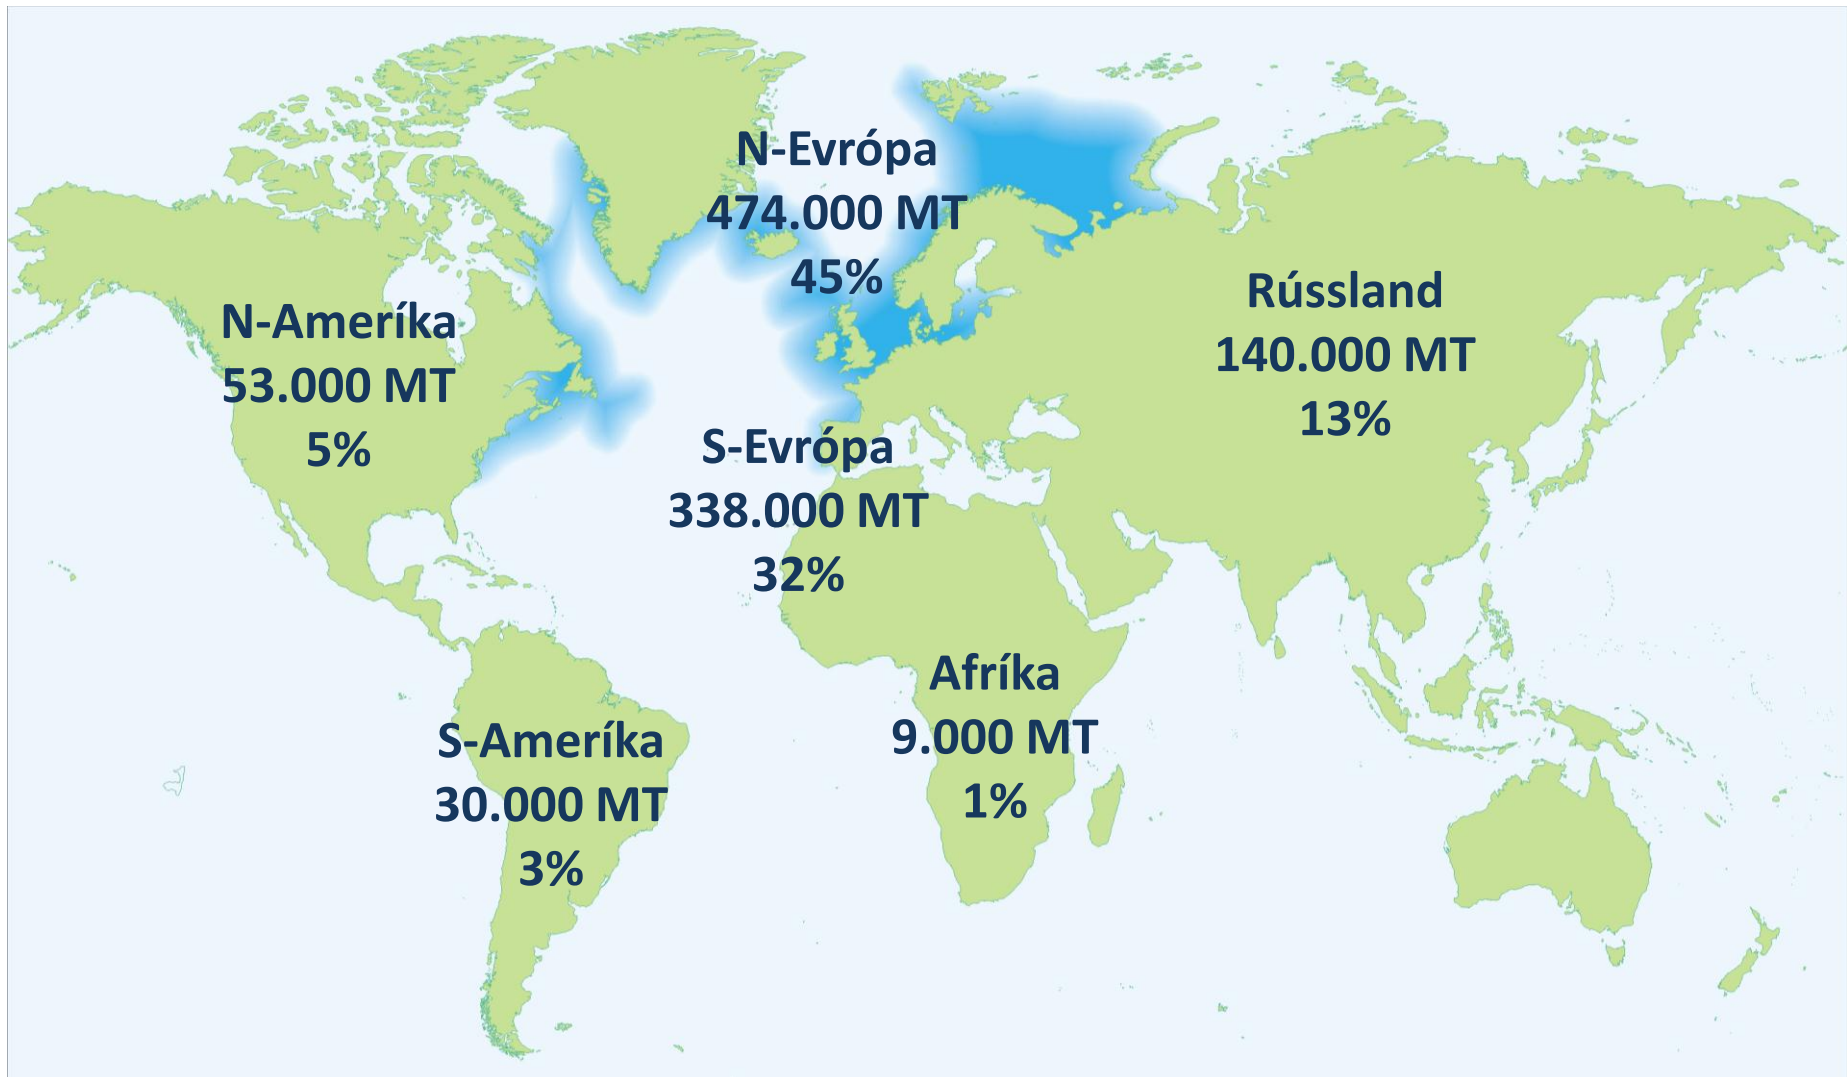 N-Evrópa
474.000 MT
45%
N-Ameríka
53.000 MT
5%
Rússland
140.000 MT
13%
S-Evrópa
338.000 MT
32%
Afríka
9.000 MT
1%
S-Ameríka
30.000 MT
3%